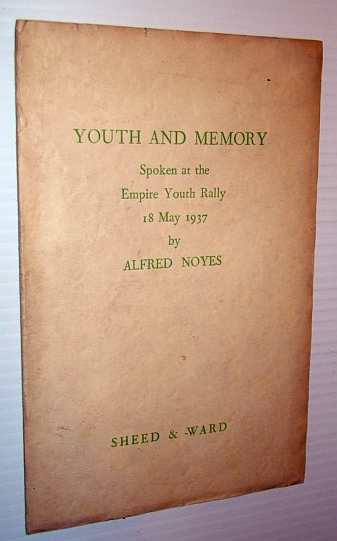 YOUTH AND MEMORY
Spoken at the
Empire Youth Rally
18 May 1937
by
ALFRED NOYES
SHEED & WARD